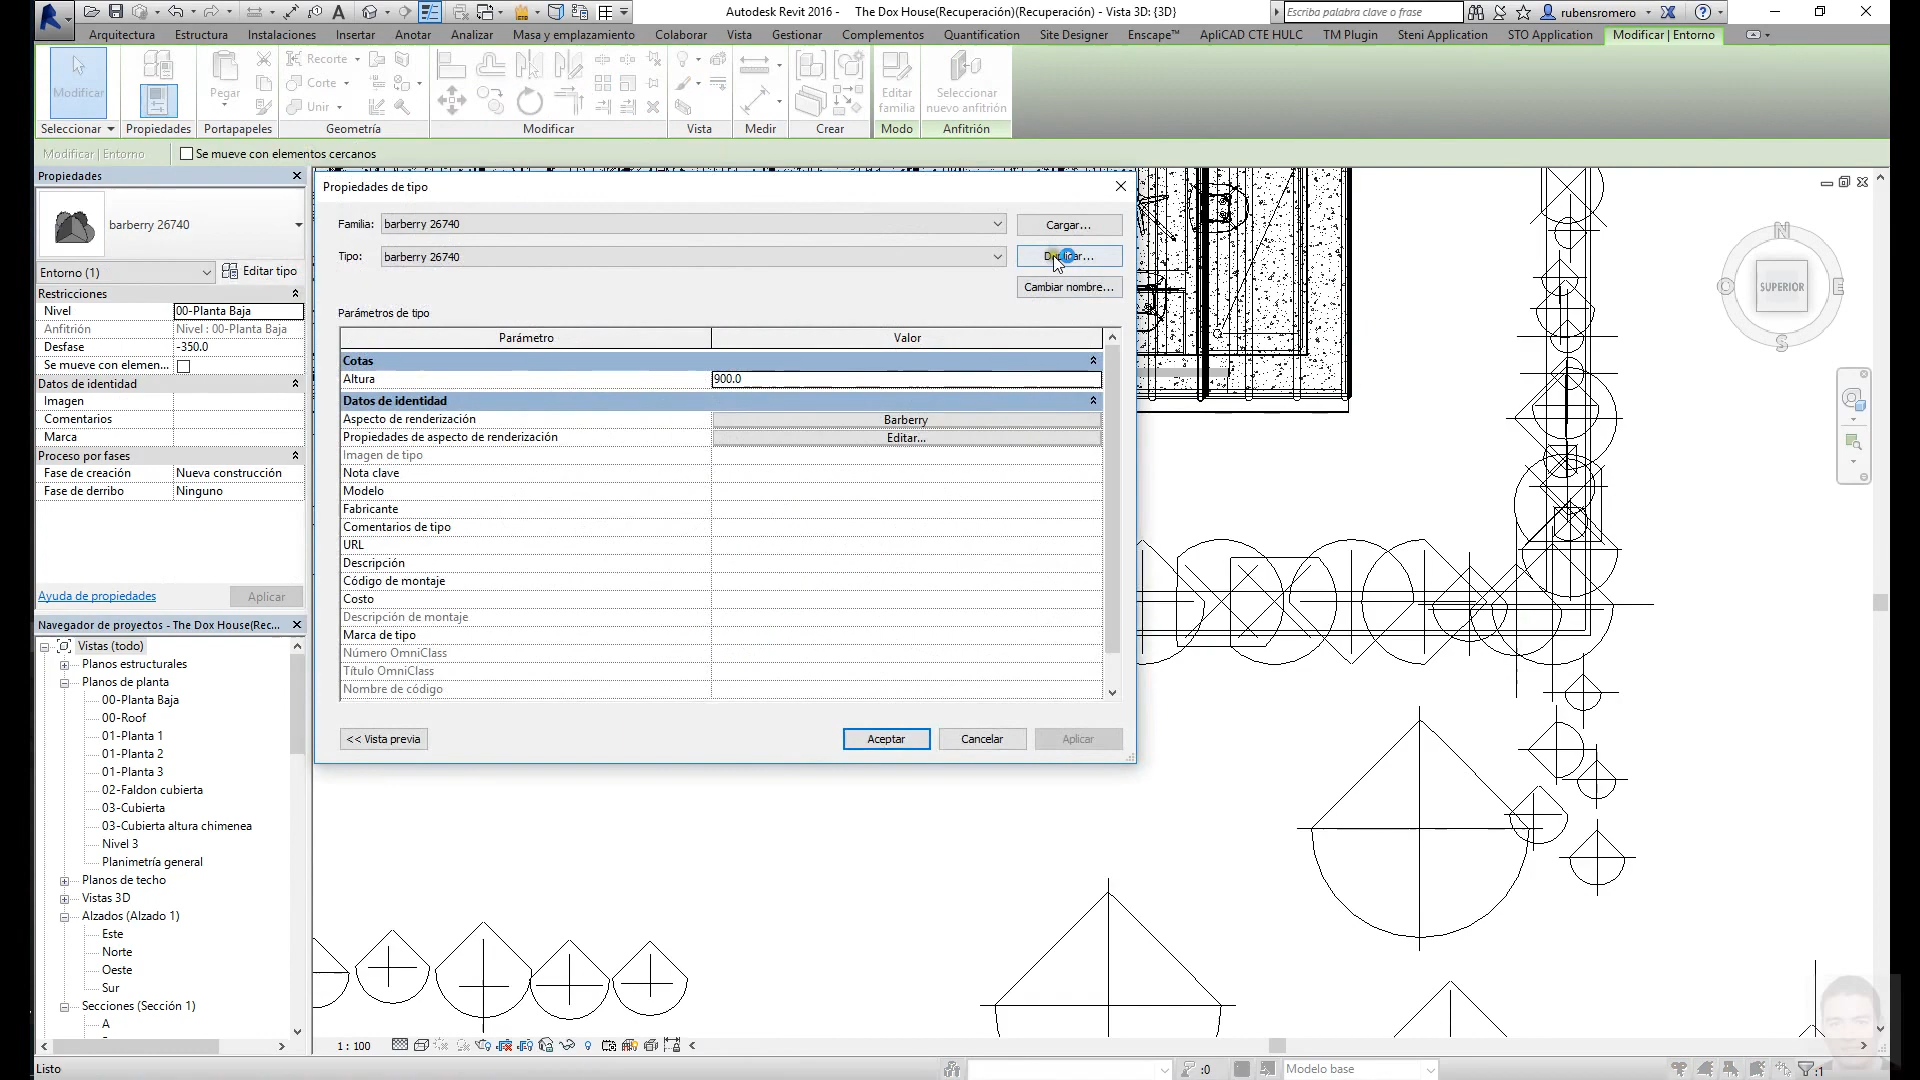 Autodesk Revit 2016 - The Dox House(Recuperación)(Recuperación) - Vista 3D: {3D}
Escriba palabra clave o frase
rubensromero
Arquitectura Estructura Instalaciones Insertar Anotar Analizar Masa y emplazamiento Colaborar Vista Gestionar Complementos Quantification Site Designer Enscape™ ApliCAD CTE HULC TM Plugin Steni Application STO Application Modificar | Entorno
Modificar
Pegar
Recorte
Corte
Unir
Editar familia
Seleccionar nuevo anfitrión
Seleccionar Propiedades Portapapeles Geometría Modificar Vista Medir Crear Modo Anfitrión
Modificar | Entorno
Se mueve con elementos cercanos
Propiedades
barberry 26740
Entorno (1)
Editar tipo
Restricciones
Nivel 00-Planta Baja
Anfitrión Nivel : 00-Planta Baja
Desfase -350.0
Se mueve con elemen...
Datos de identidad
Imagen
Comentarios
Marca
Proceso por fases
Fase de creación Nueva construcción
Fase de derribo Ninguno
Ayuda de propiedades
Aplicar
Navegador de proyectos - The Dox House(Rec...
Vistas (todo)
Planos estructurales
Planos de planta
00-Planta Baja
00-Roof
01-Planta 1
01-Planta 2
01-Planta 3
02-Faldon cubierta
03-Cubierta
03-Cubierta altura chimenea
Nivel 3
Planimetría general
Planos de techo
Vistas 3D
Alzados (Alzado 1)
Este
Norte
Oeste
Sur
Secciones (Sección 1)
A
Propiedades de tipo
Familia: barberry 26740
Cargar...
Tipo: barberry 26740
Cambiar nombre...
Parámetros de tipo
Parámetro Valor
Cotas
Altura 900.0
Datos de identidad
Aspecto de renderización Barberry
Propiedades de aspecto de renderización Editar...
Imagen de tipo
Nota clave
Modelo
Fabricante
Comentarios de tipo
URL
Descripción
Código de montaje
Costo
Descripción de montaje
Marca de tipo
Número OmniClass
Título OmniClass
Nombre de código
<< Vista previa
Aceptar
Cancelar
Aplicar
N
O
SUPERIOR
E
S
1 : 100
Listo
:0
Modelo base
:1